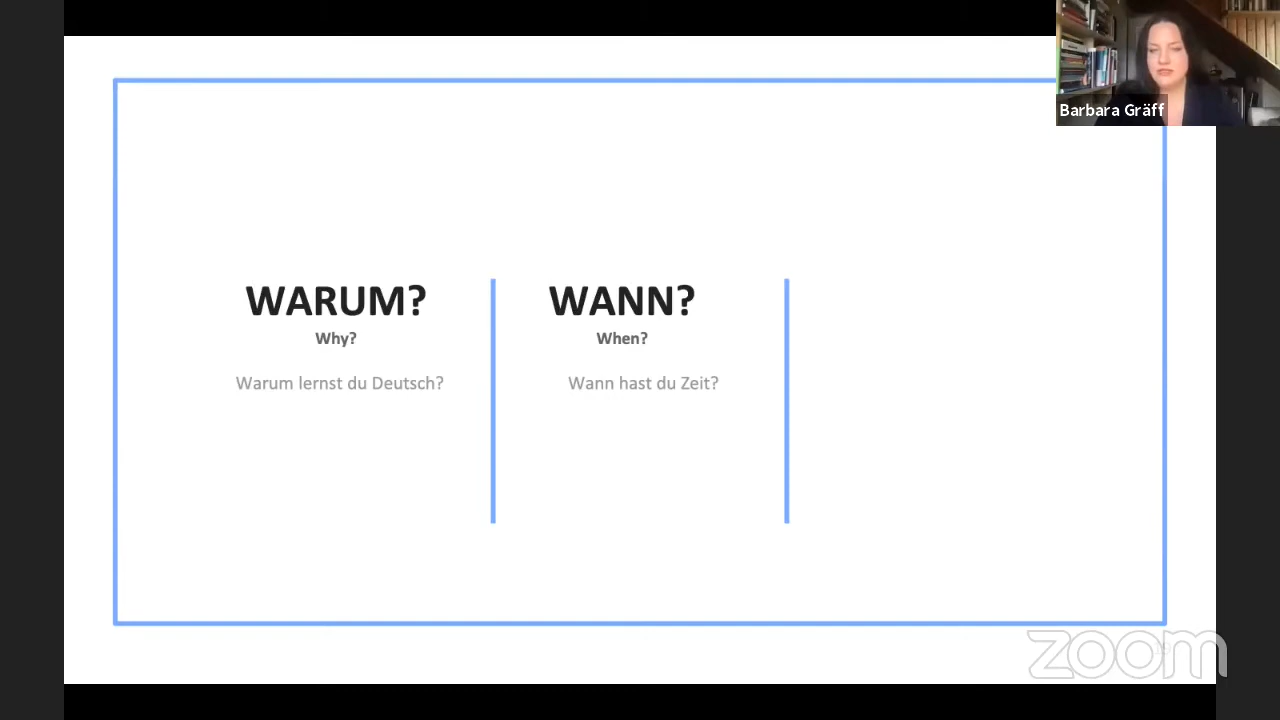 Barbara Gräff
WARUM?
Why?
Warum lernst du Deutsch?
WANN?
When?
Wann hast du Zeit?
zoom